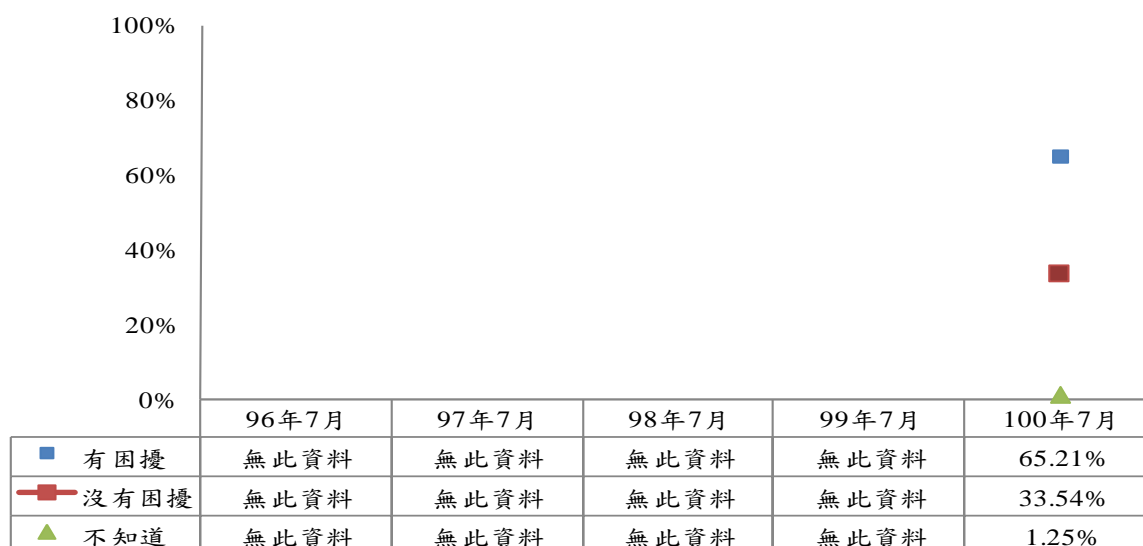 100%
80%
60%
40%
20%
0%
96年7月 97年7月 98年7月 99年7月 100年7月
有困擾 無此資料 無此資料 無此資料 無此資料 65.21%
沒有困擾 無此資料 無此資料 無此資料 無此資料 33.54%
不知道 無此資料 無此資料 無此資料 無此資料 1.25%